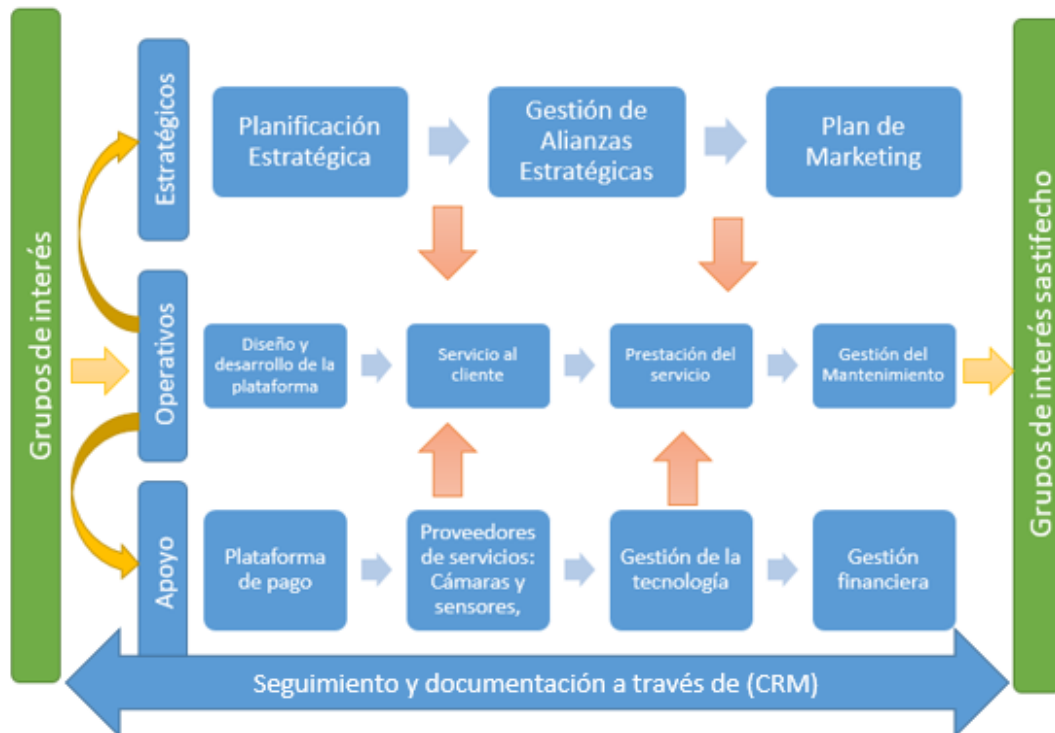 Grupos de interés
Estratégicos
Planificación
Estratégica
Gestión de
Alianzas
Estratégicas
Plan de
Marketing
Operativos
Diseño y
desarrollo de la
plataforma
Servicio al
cliente
Prestación del
servicio
Gestión del
Mantenimiento
Apoyo
Plataforma
de pago
Proveedores
de servicios:
Cámaras y
sensores,
Gestión de la
tecnología
Gestión
financiera
Seguimiento y documentación a través de (CRM)
Grupos de interés sastifecho